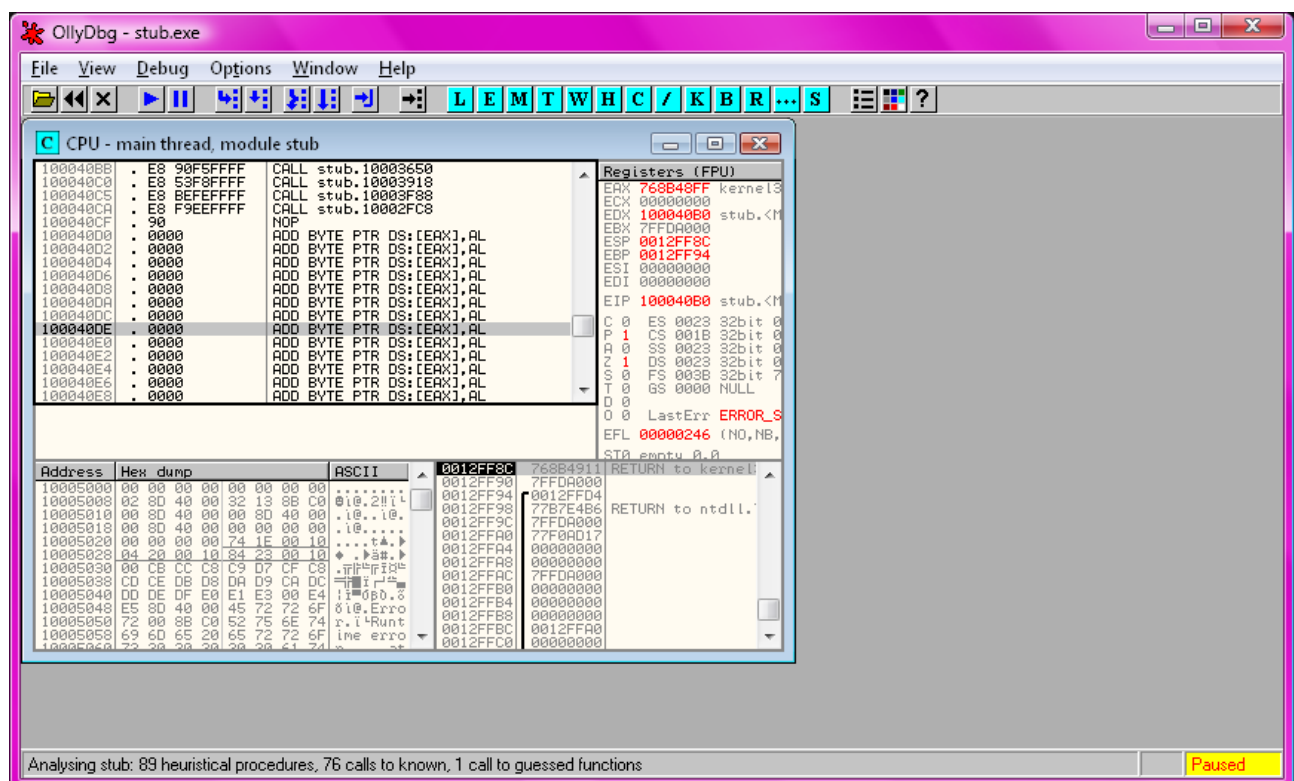 OllyDbg - stub.exe
File View Debug Options Window Help
L E M T W H C / K B R ... S ?
C CPU - main thread, module stub
100040BB . E8 90F5FFFF CALL stub.10003650
100040C0 . E8 53F8FFFF CALL stub.10003918
100040C5 . E8 BEFEFFFF CALL stub.10003F88
100040CA . E8 F9EEFFFF CALL stub.10002FC8
100040CF . 90 NOP
100040D0 . 0000 ADD BYTE PTR DS:[EAX],AL
100040D2 . 0000 ADD BYTE PTR DS:[EAX],AL
100040D4 . 0000 ADD BYTE PTR DS:[EAX],AL
100040D6 . 0000 ADD BYTE PTR DS:[EAX],AL
100040D8 . 0000 ADD BYTE PTR DS:[EAX],AL
100040DA . 0000 ADD BYTE PTR DS:[EAX],AL
100040DC . 0000 ADD BYTE PTR DS:[EAX],AL
100040DE . 0000 ADD BYTE PTR DS:[EAX],AL
100040E0 . 0000 ADD BYTE PTR DS:[EAX],AL
100040E2 . 0000 ADD BYTE PTR DS:[EAX],AL
100040E4 . 0000 ADD BYTE PTR DS:[EAX],AL
100040E6 . 0000 ADD BYTE PTR DS:[EAX],AL
100040E8 . 0000 ADD BYTE PTR DS:[EAX],AL
Registers (FPU)
EAX 768B48FF kernel3
ECX 00000000
EDX 100040B0 stub.<M
EBX 7FFDA000
ESP 0012FF8C
EBP 0012FF94
ESI 00000000
EDI 00000000
EIP 100040B0 stub.<M
C 0 ES 0023 32bit 0
P 1 CS 001B 32bit 0
A 0 SS 0023 32bit 0
Z 1 DS 0023 32bit 0
S 0 FS 003B 32bit 7
T 0 GS 0000 NULL
D 0
O 0 LastErr ERROR_S
EFL 00000246 (NO,NB,
ST0 empty 0.0
Address Hex dump ASCII
10005000 00 00 00 00 00 00 00 00 ........
10005008 02 8D 40 00 32 13 8B C0
10005018 00 8D 40 00 00 8D 40 00
10005018 00 8D 40 00 00 00 00 00
10005020 00 00 00 00 74 1E 00 10
10005028 04 20 00 10 84 23 00 10
10005030 00 CB CC C8 C9 D7 CF C8
10005038 CD CE DB D8 DA D9 CA DC
10005040 DD DE DF E0 E1 E3 00 E4
10005048 E5 8D 40 00 45 72 72 6F .Erro
10005050 72 00 8B C0 52 75 6E 74 Runt
10005058 69 6D 65 20 65 72 72 6F ime erro
0012FF8C 768B4911 RETURN to kernel
0012FF90 7FFDA000
0012FF94 0012FFD4
0012FF98 77B7E4B6 RETURN to ntdll.
0012FF9C 7FFDA000
0012FFA0 77F0AD17
0012FFA4 00000000
0012FFA8 00000000
0012FFAC 7FFDA000
0012FFB0 00000000
0012FFB4 00000000
0012FFB8 00000000
0012FFBC 0012FFA0
0012FFC0 00000000
Analysing stub: 89 heuristical procedures, 76 calls to known, 1 call to guessed functions
Paused